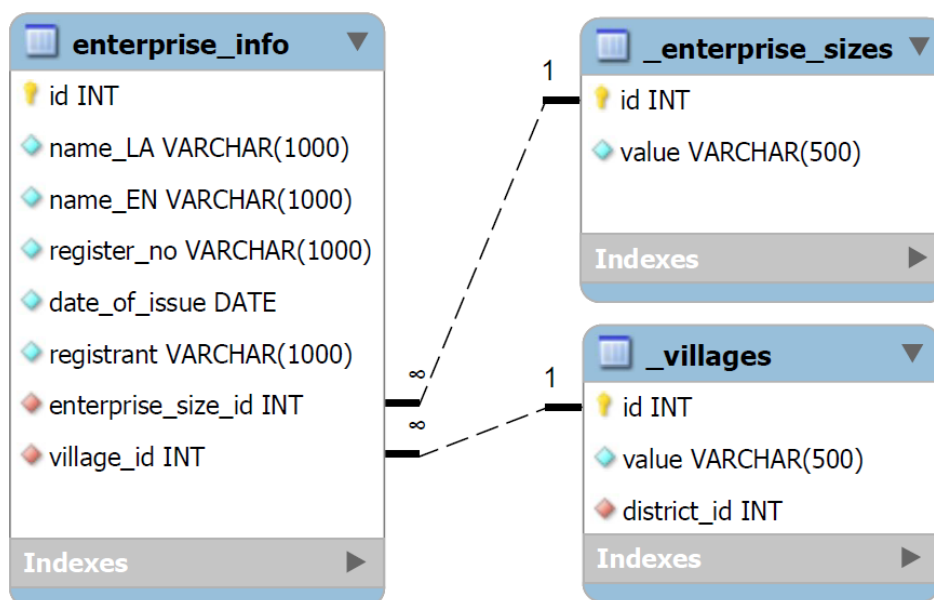 enterprise_info
id INT
name_LA VARCHAR(1000)
name_EN VARCHAR(1000)
register_no VARCHAR(1000)
date_of_issue DATE
registrant VARCHAR(1000)
enterprise_size_id INT
village_id INT
Indexes
∞
∞
1
1
_enterprise_sizes
id INT
value VARCHAR(500)
Indexes
_villages
id INT
value VARCHAR(500)
district_id INT
Indexes